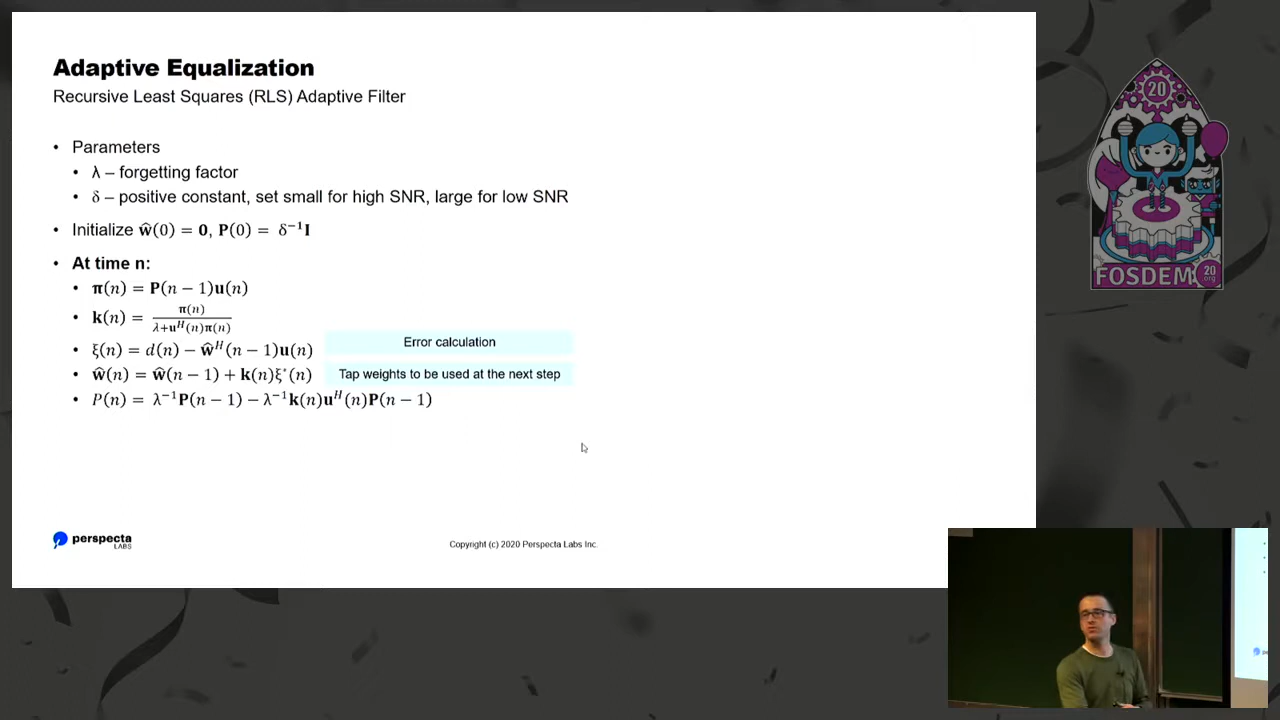 Adaptive Equalization
Recursive Least Squares (RLS) Adaptive Filter
• Parameters
• λ – forgetting factor
• δ – positive constant, set small for high SNR, large for low SNR
• Initialize ŵ(0) = 0, P(0) = δ⁻¹I
• At time n:
• π(n) = P(n − 1)u(n)
• k(n) = π(n) / λ+uᴴ(n)π(n)
• ξ(n) = d(n) − ŵᴴ(n − 1)u(n)
Error calculation
• ŵ(n) = ŵ(n − 1) + k(n)ξ*(n)
Tap weights to be used at the next step
• P(n) = λ⁻¹P(n − 1) − λ⁻¹k(n)uᴴ(n)P(n − 1)
perspecta
LABS
Copyright (c) 2020 Perspecta Labs Inc.
20
FOSDEM
20
.org